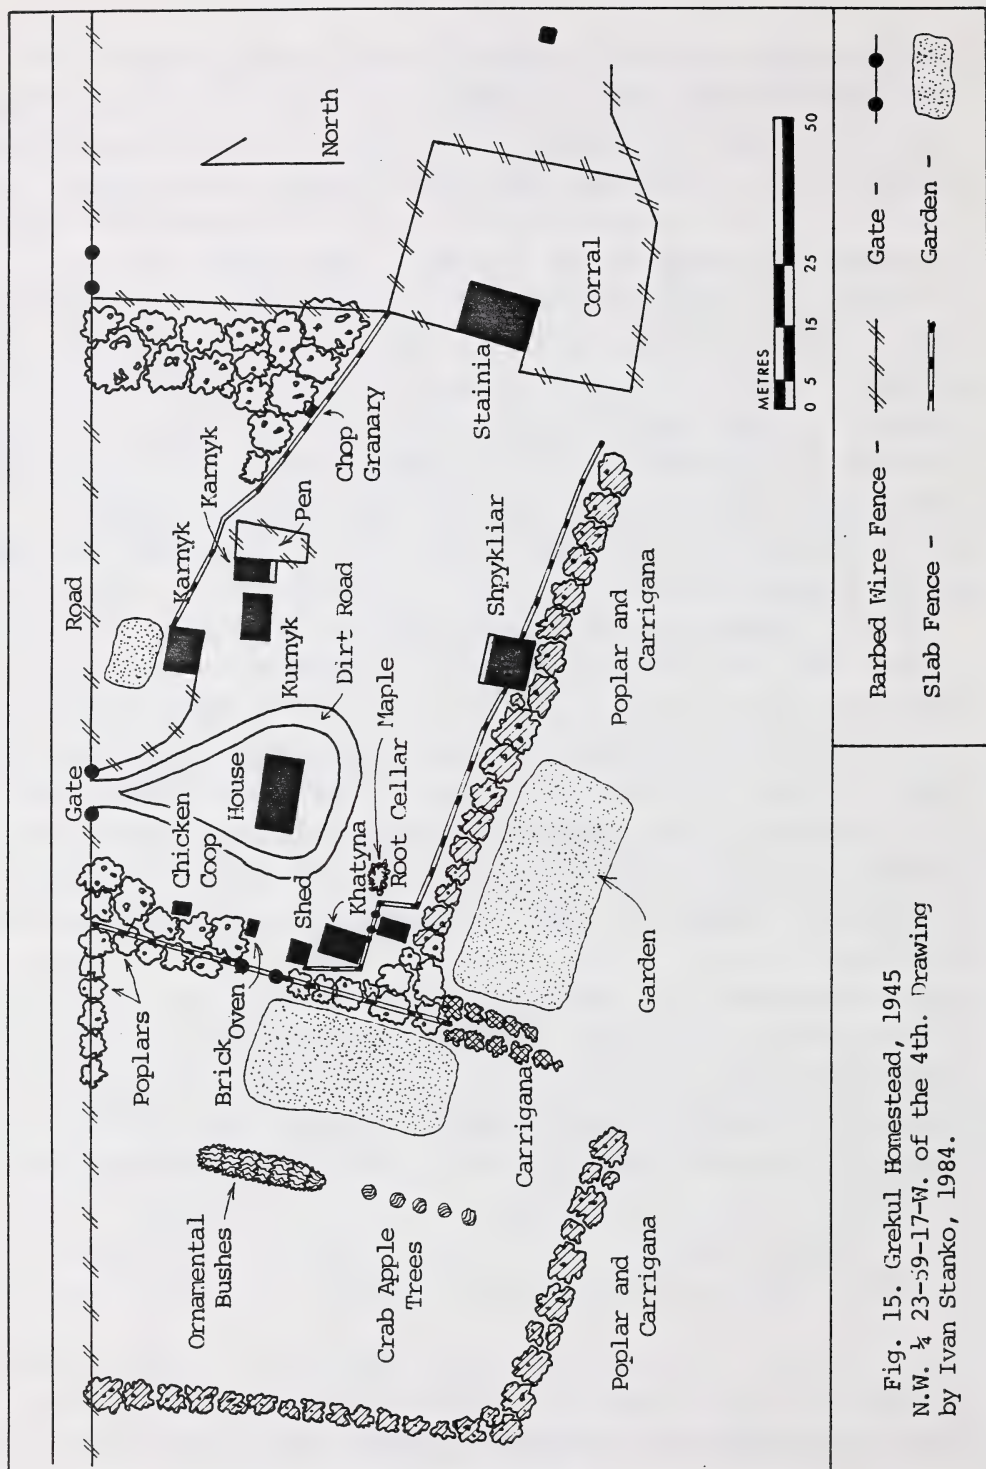 Road
Gate
North
Poplars
Chicken
Coop
House
Karnyk
Karnyk
Kurnyk
Pen
Dirt Road
Chop
Granary
Brick
Oven
Shed
Khatyna
Maple
Root Cellar
Ornamental
Bushes
Crab Apple
Trees
Carrigana
Garden
Shpykliar
Stainia
Corral
Poplar and
Carrigana
Poplar and
Carrigana
METRES
0 5 15 25 50
Fig. 15. Grekul Homestead, 1945
N.W. ¼ 23-59-17-W. of the 4th. Drawing
by Ivan Stanko, 1984.
Barbed Wire Fence -
Gate -
Slab Fence -
Garden -